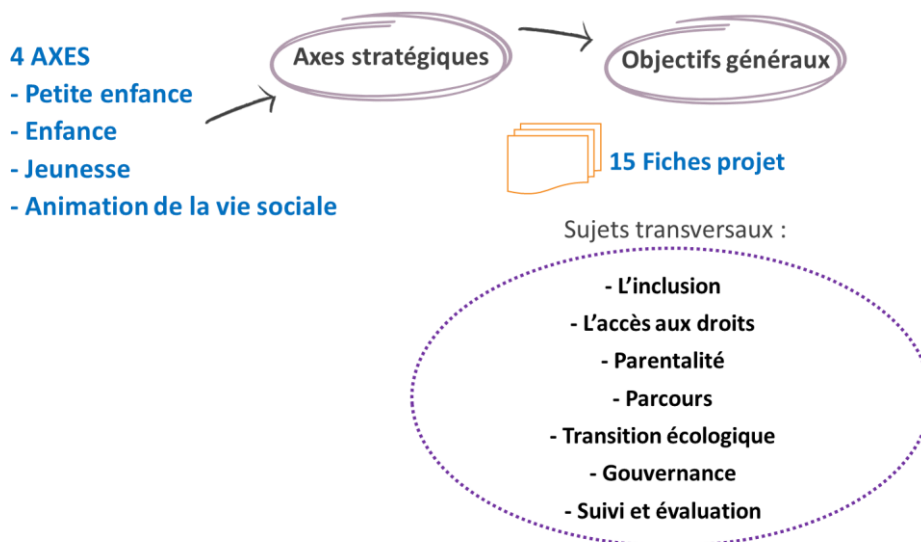 4 AXES
- Petite enfance
- Enfance
- Jeunesse
- Animation de la vie sociale
Axes stratégiques
Objectifs généraux
15 Fiches projet
Sujets transversaux :
- L’inclusion
- L’accès aux droits
- Parentalité
- Parcours
- Transition écologique
- Gouvernance
- Suivi et évaluation